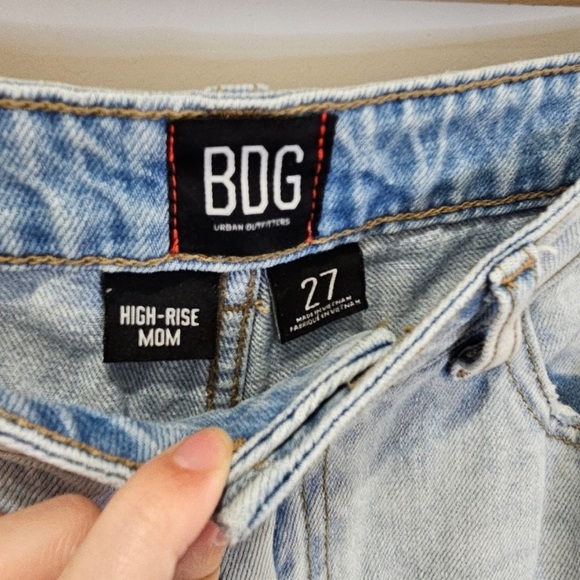 BDG
URBAN OUTFITTERS
HIGH-RISE
MOM
27
MADE IN VIETNAM
FABRIQUÉ EN VIETNAM